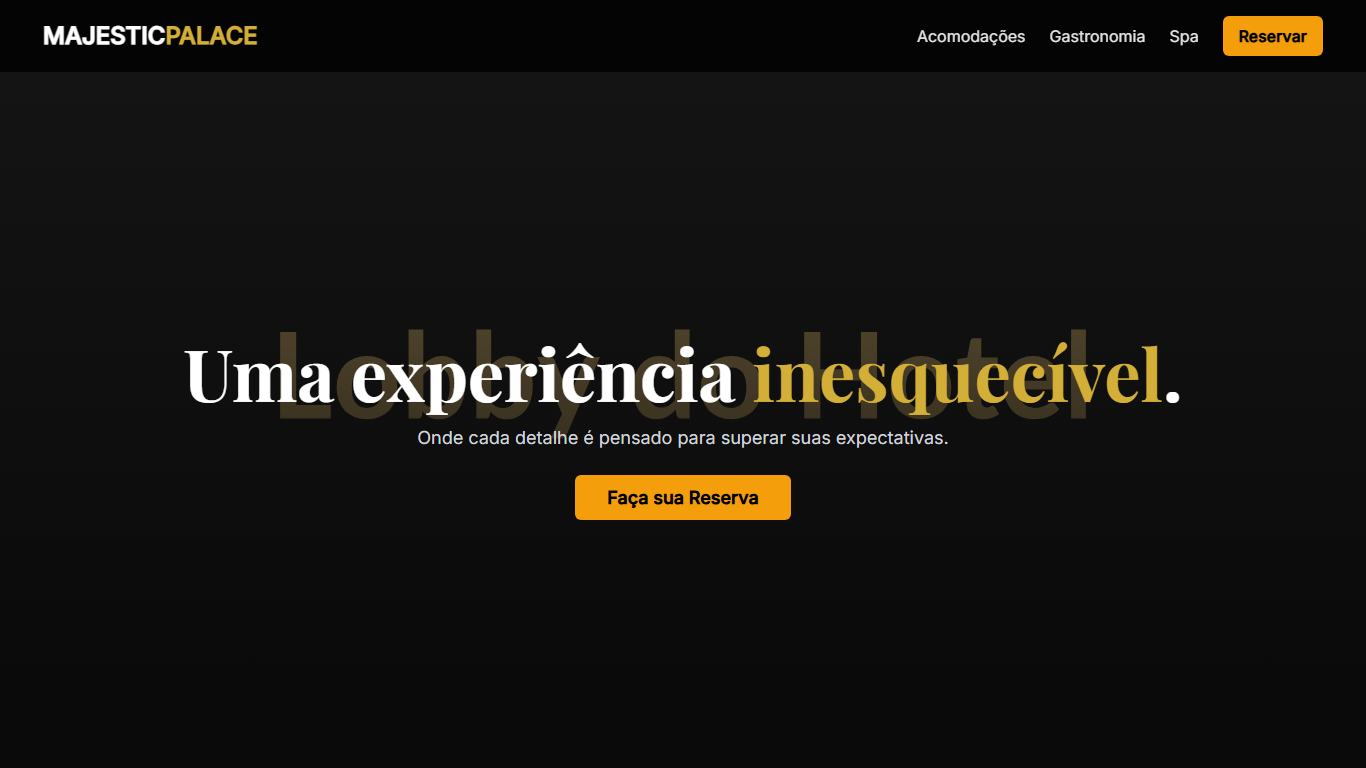 MAJESTICPALACE
Acomodações Gastronomia Spa Reservar
Lobby do Hotel
Uma experiência inesquecível.
Onde cada detalhe é pensado para superar suas expectativas.
Faça sua Reserva